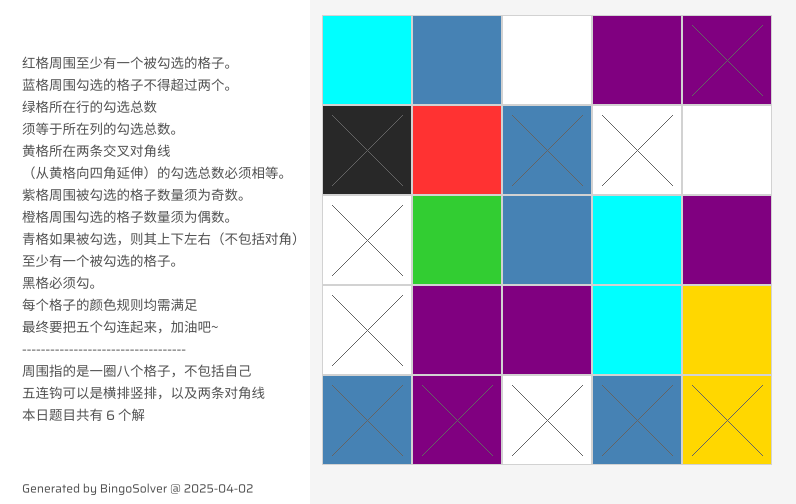 红格周围至少有一个被勾选的格子。
蓝格周围勾选的格子不得超过两个。
绿格所在行的勾选总数
须等于所在列的勾选总数。
黄格所在两条交叉对角线
（从黄格向四角延伸）的勾选总数必须相等。
紫格周围被勾选的格子数量须为奇数。
橙格周围勾选的格子数量须为偶数。
青格如果被勾选，则其上下左右（不包括对角）
至少有一个被勾选的格子。
黑格必须勾。
每个格子的颜色规则均需满足
最终要把五个勾连起来，加油吧~
----------------------------------
周围指的是一圈八个格子，不包括自己
五连钩可以是横排竖排，以及两条对角线
本日题目共有 6 个解
Generated by BingoSolver @ 2025-04-02